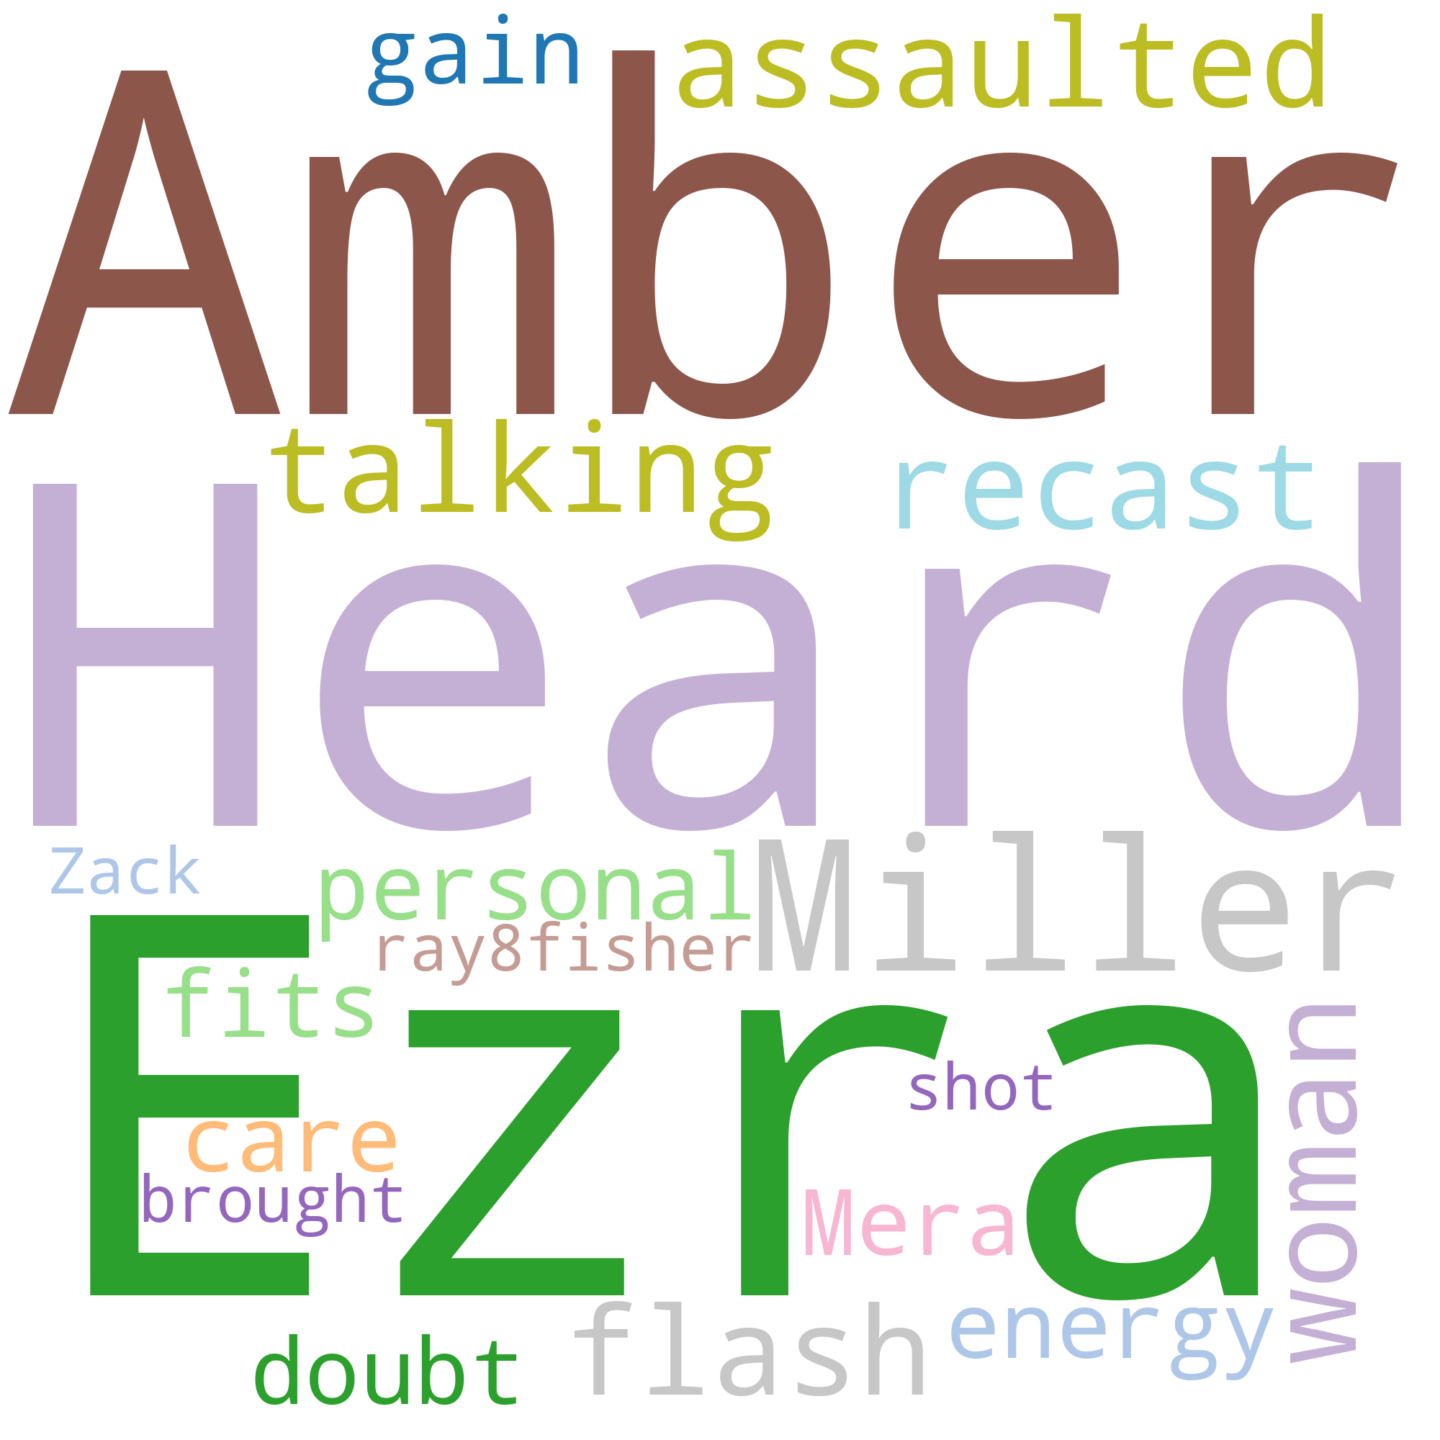 gain assaulted
Amber
talking recast
Heard
Zack personal Miller
ray8fisher
fits
Ezra
shot
care
brought
Mera
woman
doubt flash energy